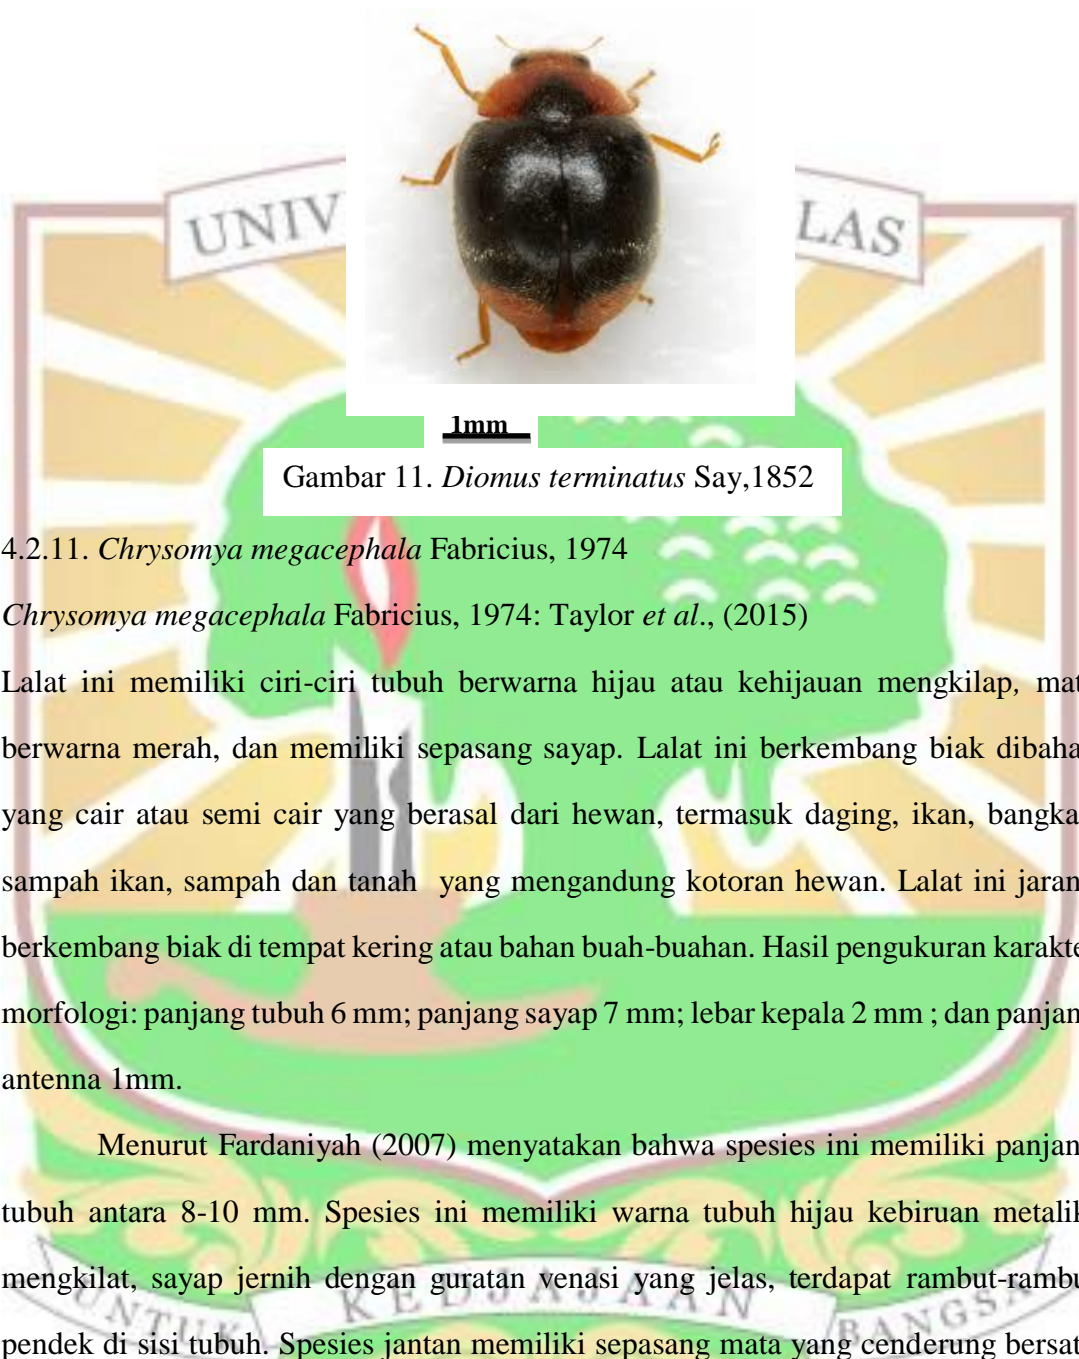 UNIV LAS
1mm
Gambar 11. Diomus terminatus Say,1852
4.2.11. Chrysomya megacephala Fabricius, 1974
Chrysomya megacephala Fabricius, 1974: Taylor et al., (2015)
Lalat ini memiliki ciri-ciri tubuh berwarna hijau atau kehijauan mengkilap, mat
berwarna merah, dan memiliki sepasang sayap. Lalat ini berkembang biak dibaha
yang cair atau semi cair yang berasal dari hewan, termasuk daging, ikan, bangka
sampah ikan, sampah dan tanah yang mengandung kotoran hewan. Lalat ini jaran
berkembang biak di tempat kering atau bahan buah-buahan. Hasil pengukuran karakte
morfologi: panjang tubuh 6 mm; panjang sayap 7 mm; lebar kepala 2 mm ; dan panjan
antenna 1mm.
Menurut Fardaniyah (2007) menyatakan bahwa spesies ini memiliki panjan
tubuh antara 8-10 mm. Spesies ini memiliki warna tubuh hijau kebiruan metalik
mengkilat, sayap jernih dengan guratan venasi yang jelas, terdapat rambut-rambu
pendek di sisi tubuh. Spesies jantan memiliki sepasang mata yang cenderung bersat
UNTUK KEDJAJAAN BANGSA